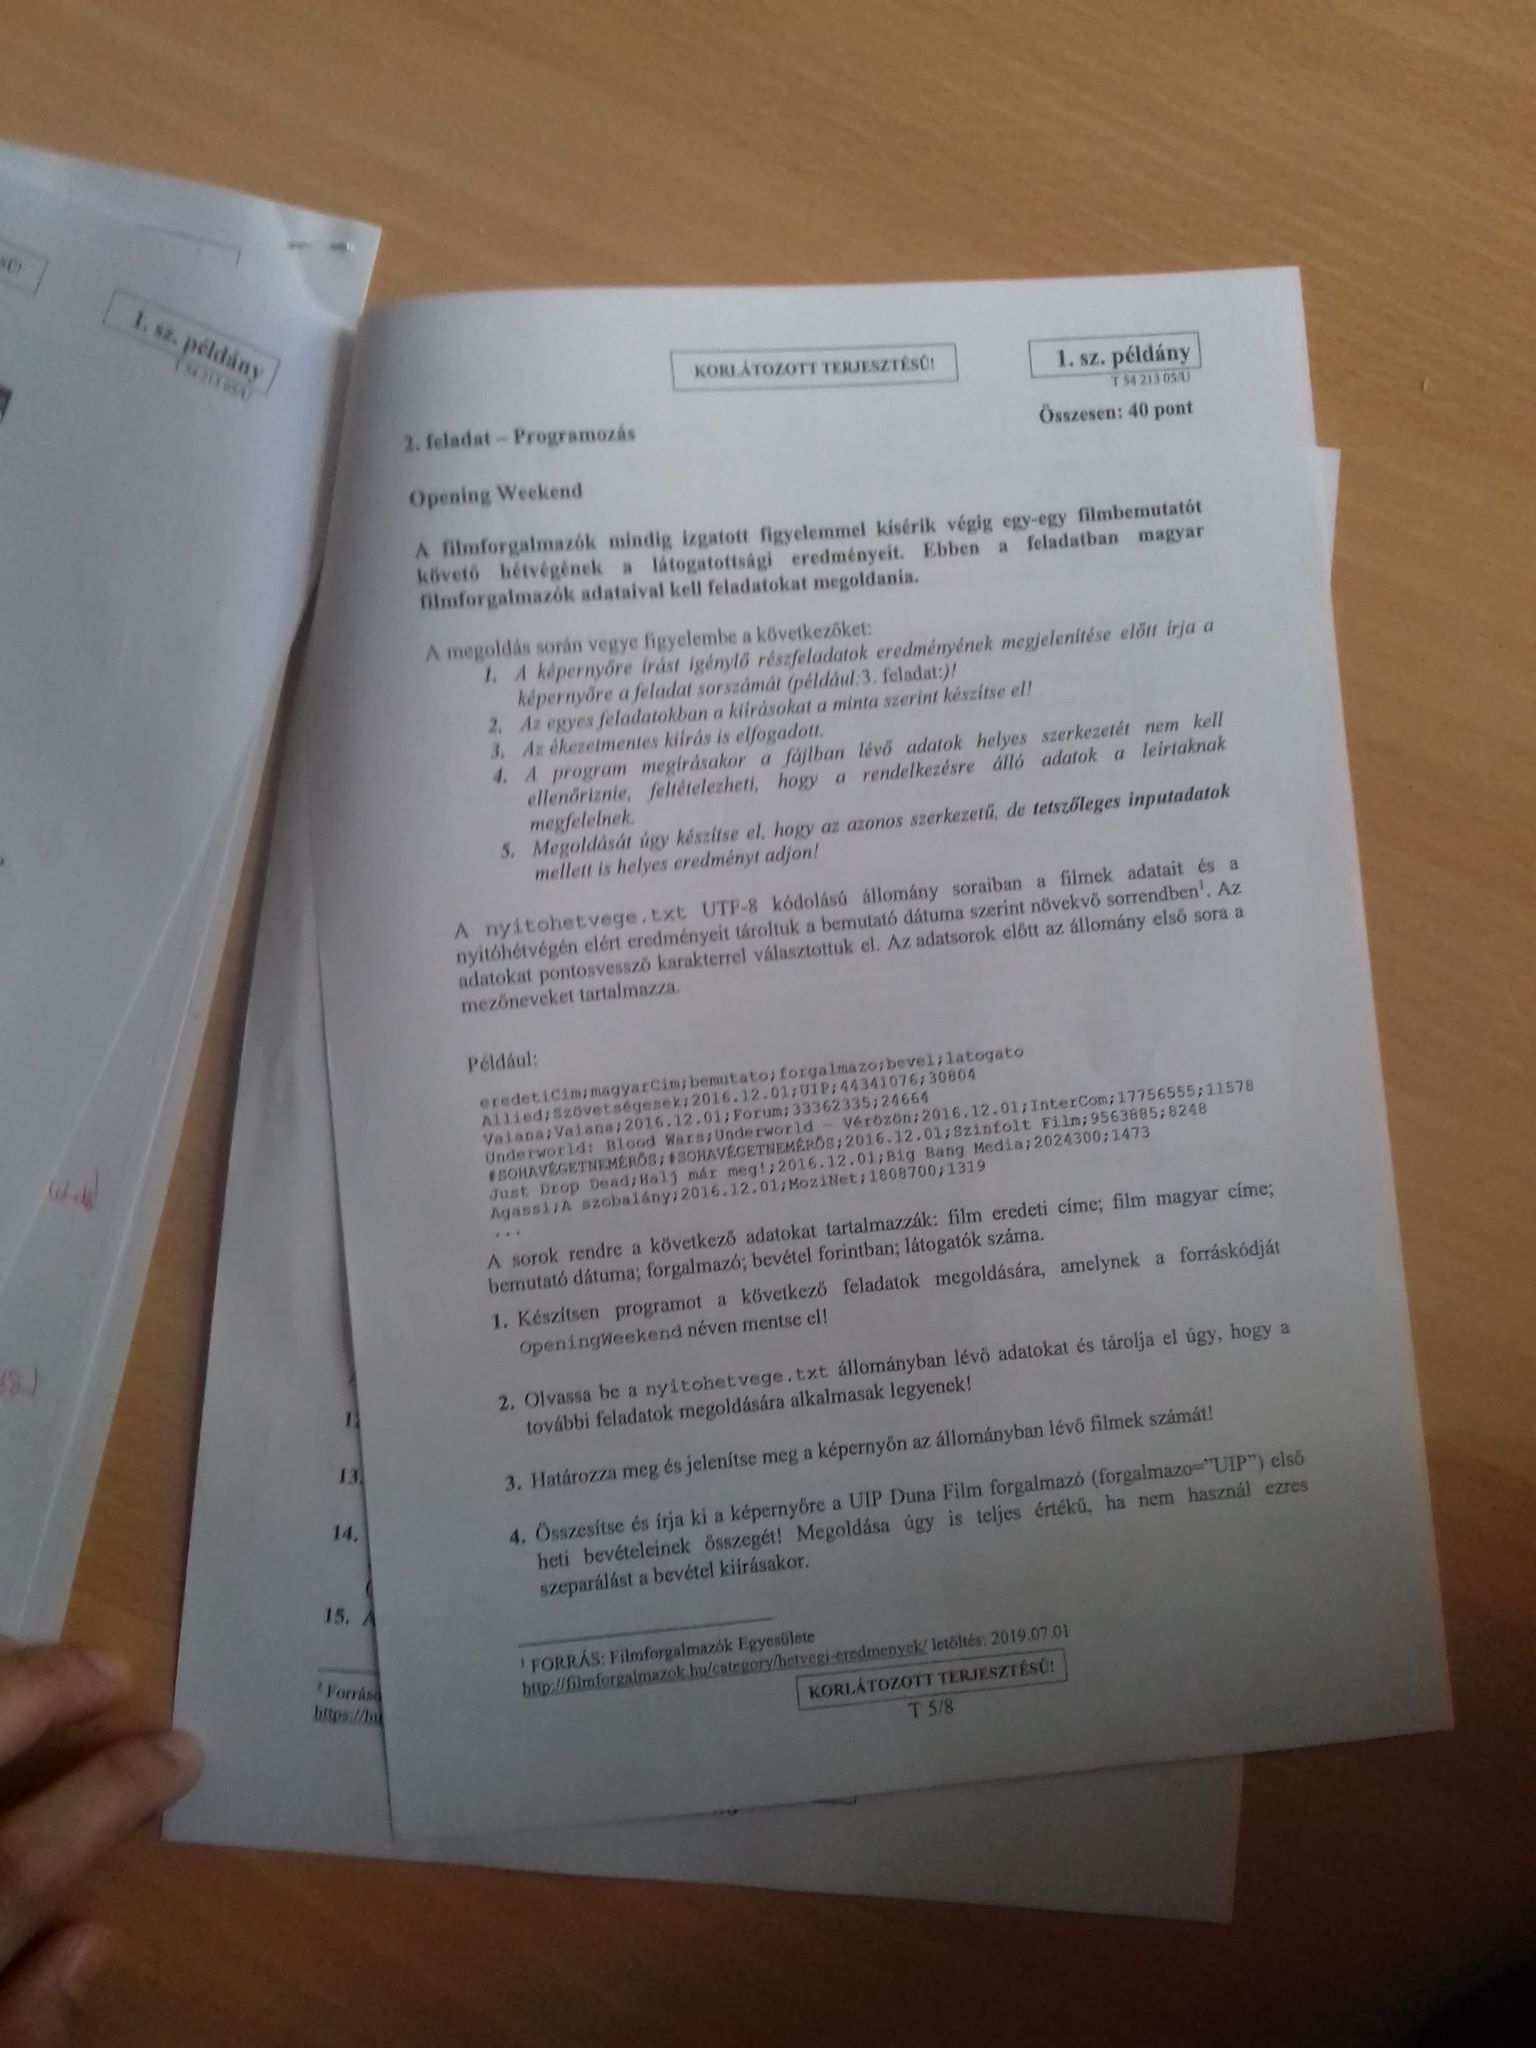 SÜ!
1. sz. példány
T 54 213 05/U
KORLÁTOZOTT TERJESZTÉSŰ!
1. sz. példány
T 54 213 05/U
Összesen: 40 pont
2. feladat – Programozás
Opening Weekend
A filmforgalmazók mindig izgatott figyelemmel kísérik végig egy-egy filmbemutatót
követő hétvégének a látogatottsági eredményeit. Ebben a feladatban magyar
filmforgalmazók adataival kell feladatokat megoldania.
A megoldás során vegye figyelembe a következőket:
1. A képernyőre írást igénylő részfeladatok eredményének megjelenítése előtt írja a
képernyőre a feladat sorszámát (például:3. feladat:)!
2. Az egyes feladatokban a kiírásokat a minta szerint készítse el!
3. Az ékezetmentes kiírás is elfogadott.
4. A program megírásakor a fájlban lévő adatok helyes szerkezetét nem kell
ellenőriznie, feltételezheti, hogy a rendelkezésre álló adatok a leírtaknak
megfelelnek.
5. Megoldását úgy készítse el, hogy az azonos szerkezetű, de tetszőleges inputadatok
mellett is helyes eredményt adjon!
A nyitohetvege.txt UTF-8 kódolású állomány soraiban a filmek adatait és a
nyitóhétvégén elért eredményeit tároltuk a bemutató dátuma szerint növekvő sorrendben¹. Az
adatokat pontosvessző karakterrel választottuk el. Az adatsorok előtt az állomány első sora a
mezőneveket tartalmazza.
Például:
eredetiCim;magyarCim;bemutato;forgalmazo;bevel;latogato
Allied;Szövetségesek;2016.12.01;UIP;44341076;30804
Vaiana;Vaiana;2016.12.01;Forum;33362335;24664
Underworld: Blood Wars;Underworld – Vérözön;2016.12.01;InterCom;17756555;11578
#SOHAVÉGETNEMÉRŐS;#SOHAVÉGETNEMÉRŐS;2016.12.01;Szinfolt Film;9563885;8248
Just Drop Dead;Halj már meg!;2016.12.01;Big Bang Media;2024300;1473
Agassi;A szobalány;2016.12.01;MoziNet;1808700;1319
...
A sorok rendre a következő adatokat tartalmazzák: film eredeti címe; film magyar címe;
bemutató dátuma; forgalmazó; bevétel forintban; látogatók száma.
1. Készítsen programot a következő feladatok megoldására, amelynek a forráskódját
OpeningWeekend néven mentse el!
2. Olvassa be a nyitohetvege.txt állományban lévő adatokat és tárolja el úgy, hogy a
további feladatok megoldására alkalmasak legyenek!
3. Határozza meg és jelenítse meg a képernyőn az állományban lévő filmek számát!
4. Összesítse és írja ki a képernyőre a UIP Duna Film forgalmazó (forgalmazo="UIP") első
heti bevételeinek összegét! Megoldása úgy is teljes értékű, ha nem használ ezres
szeparálást a bevétel kiírásakor.
¹ FORRÁS: Filmforgalmazók Egyesülete
http://filmforgalmazok.hu/category/hetvegi-eredmenyek/ letöltés: 2019.07.01
KORLÁTOZOTT TERJESZTÉSŰ!
T 5/8
13.
14.
15. A
² Forráso
https://hu